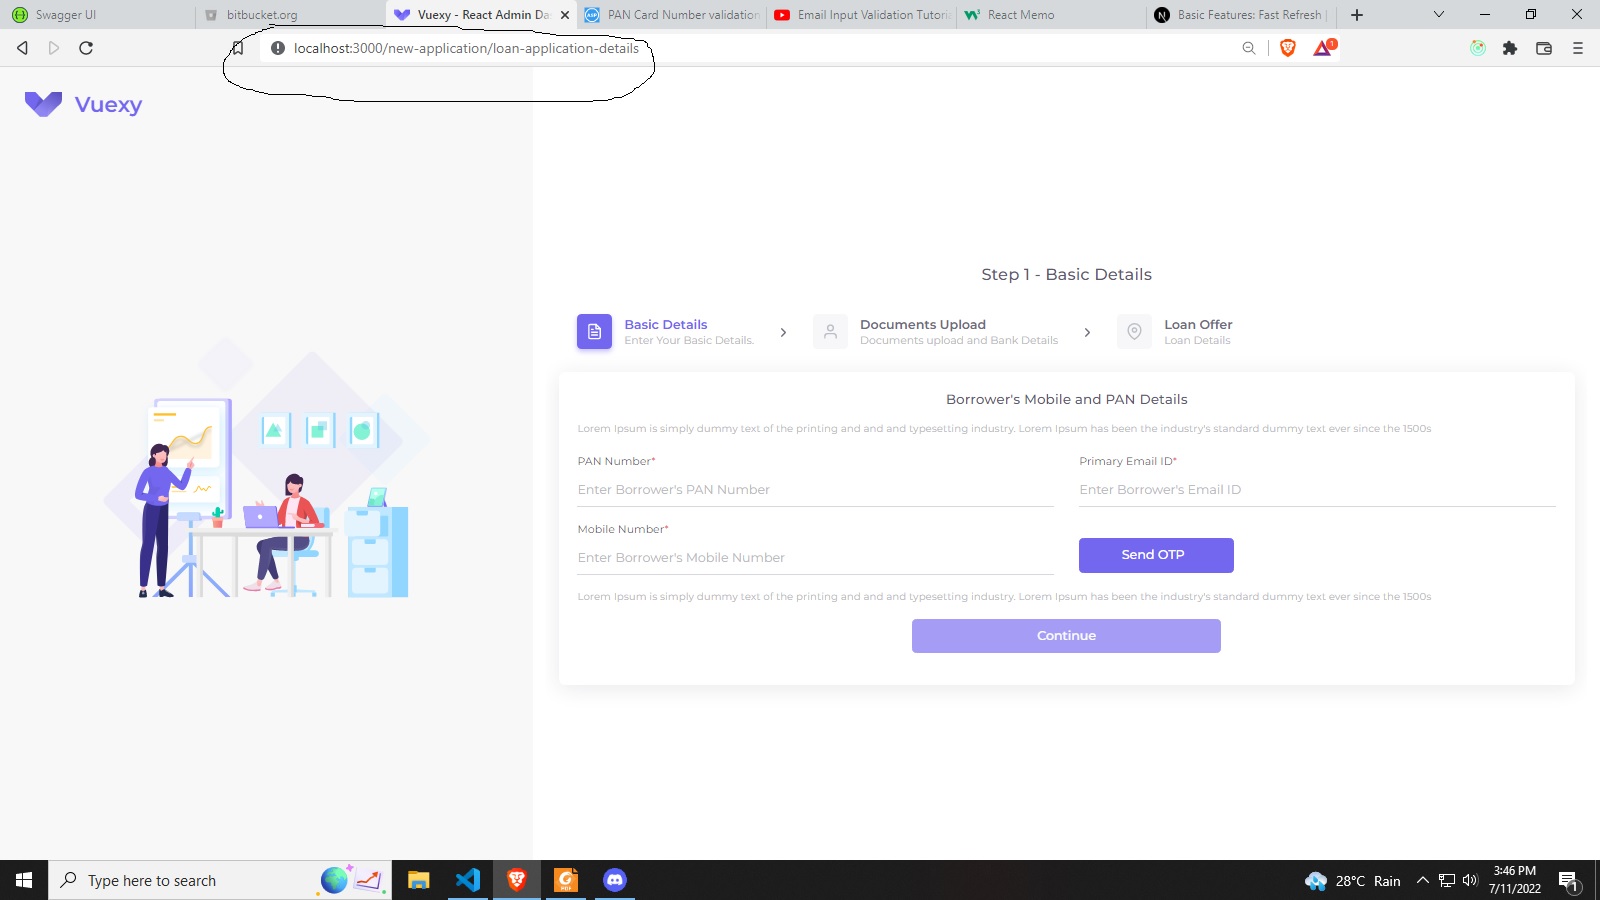 Swagger UI
bitbucket.org
Vuexy - React Admin Da
PAN Card Number validation
Email Input Validation Tutori
React Memo
Basic Features: Fast Refresh |
localhost:3000/new-application/loan-application-details
1
Vuexy
Step 1 - Basic Details
Basic Details
Enter Your Basic Details.
Documents Upload
Documents upload and Bank Details
Loan Offer
Loan Details
Borrower's Mobile and PAN Details
Lorem Ipsum is simply dummy text of the printing and and and typesetting industry. Lorem Ipsum has been the industry's standard dummy text ever since the 1500s
PAN Number*
Primary Email ID*
Enter Borrower's PAN Number
Enter Borrower's Email ID
Mobile Number*
Enter Borrower's Mobile Number
Send OTP
Lorem Ipsum is simply dummy text of the printing and and and typesetting industry. Lorem Ipsum has been the industry's standard dummy text ever since the 1500s
Continue
Type here to search
28°C Rain
3:46 PM
7/11/2022
1